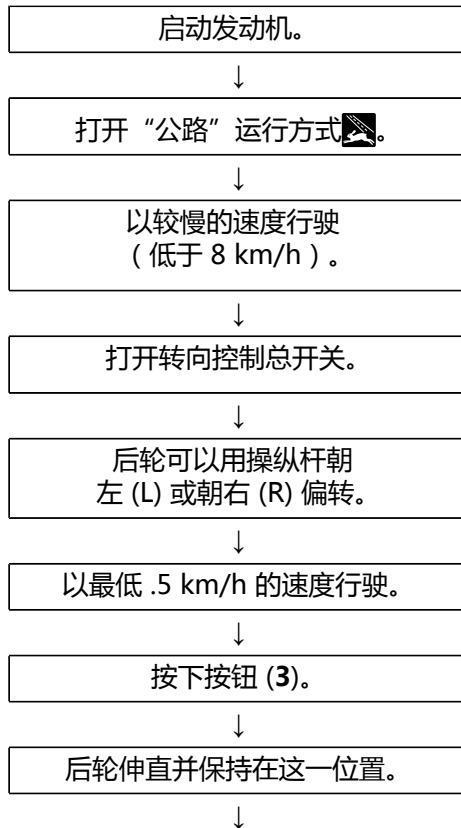 启动发动机。
↓
打开“公路”运行方式。
↓
以较慢的速度行驶
( 低于 8 km/h ) 。
↓
打开转向控制总开关。
↓
后轮可以用操纵杆朝
左 (L) 或朝右 (R) 偏转。
↓
以最低 .5 km/h 的速度行驶。
↓
按下按钮 (3)。
↓
后轮伸直并保持在这一位置。
↓